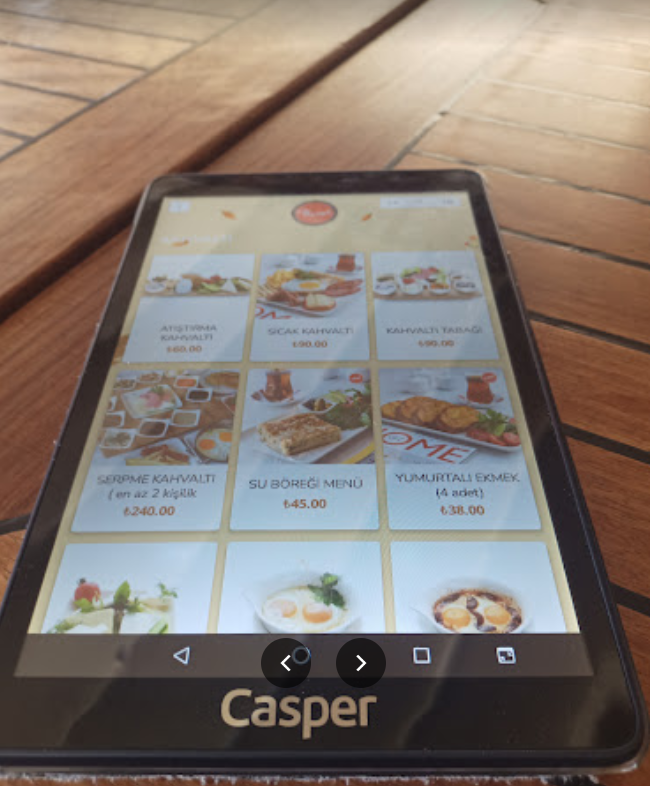 ATIŞTIRMA
KAHVALTI
₺60.00
SICAK KAHVALTI
₺90.00
KAHVALTI TABAĞI
₺90.00
SERPME KAHVALTI
( en az 2 kişilik
₺240.00
SU BÖREĞİ MENÜ
₺45.00
YUMURTALI EKMEK
(4 adet)
₺38.00
OME
Casper